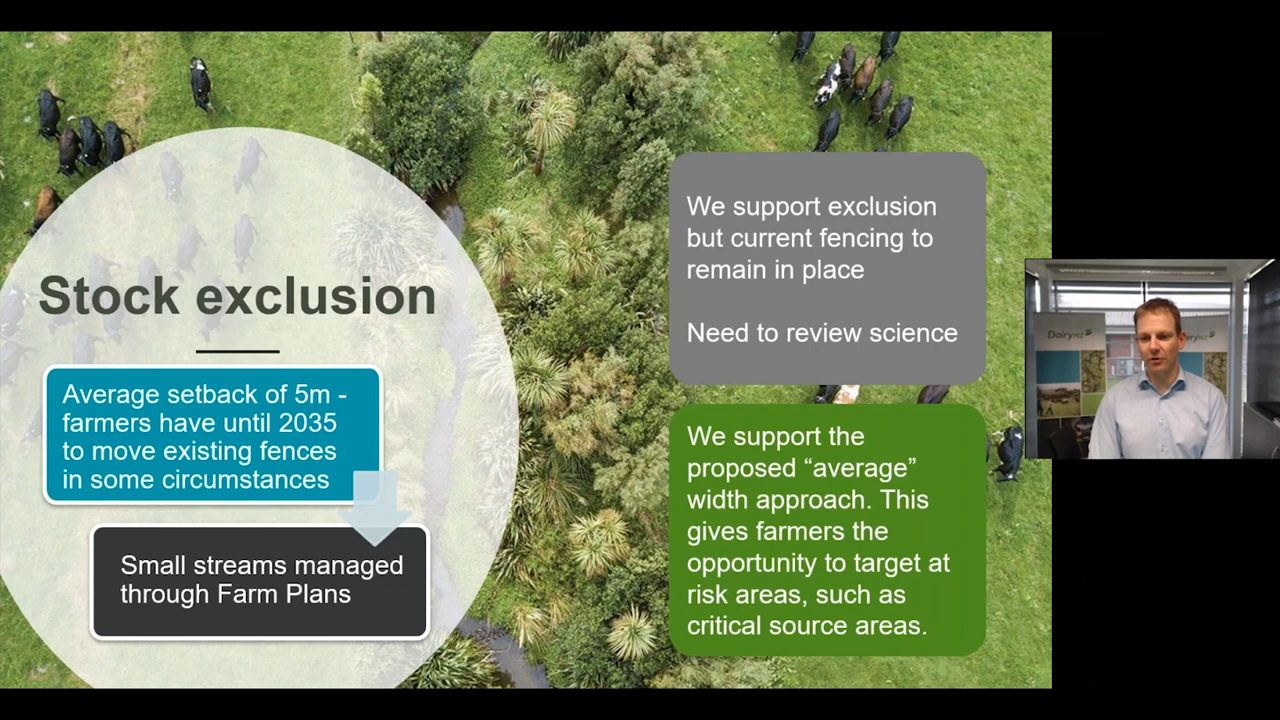 Stock exclusion
Average setback of 5m -
farmers have until 2035
to move existing fences
in some circumstances
Small streams managed
through Farm Plans
We support exclusion
but current fencing to
remain in place
Need to review science
We support the
proposed “average”
width approach. This
gives farmers the
opportunity to target at
risk areas, such as
critical source areas.
DairyNZ